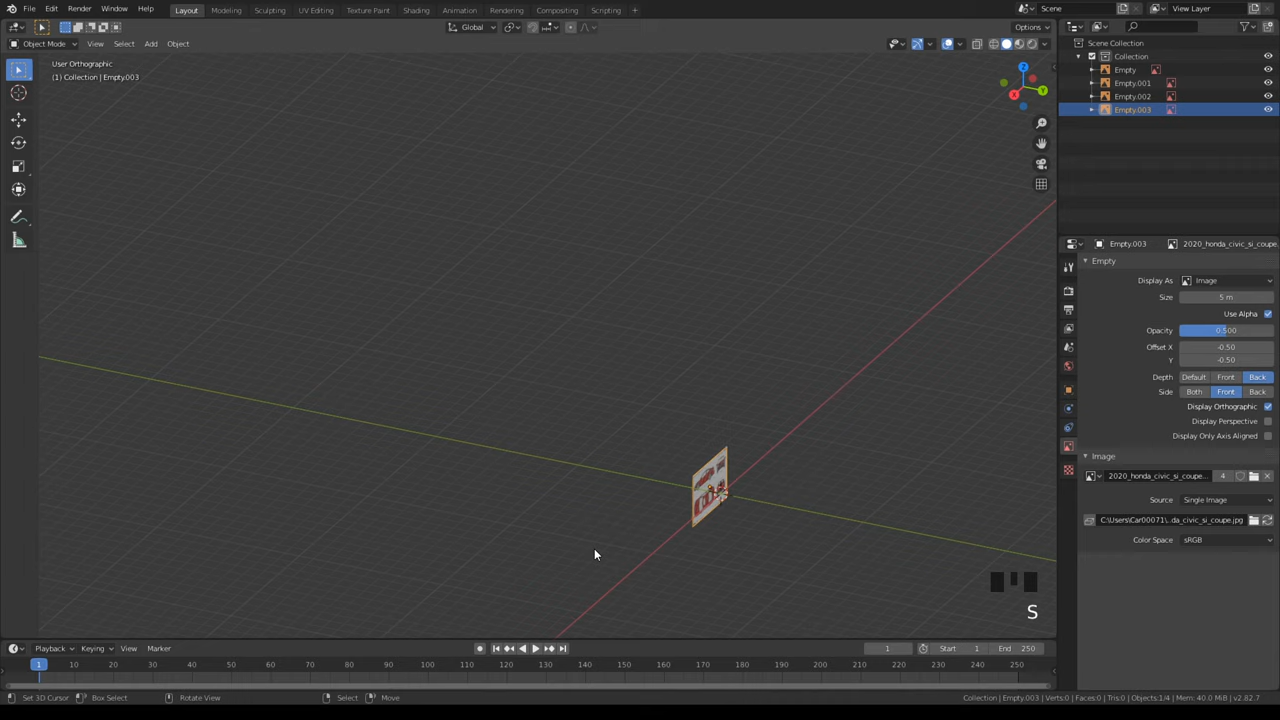 File Edit Render Window Help Layout Modeling Sculpting UV Editing Texture Paint Shading Animation Rendering Compositing Scripting + Scene View Layer
Global Options
Object Mode View Select Add Object
User Orthographic
(1) Collection | Empty.003
Z
Y
X
S
Scene Collection
Collection
Empty
Empty.001
Empty.002
Empty.003
Empty.003 2020_honda_civic_si_coupe
Empty
Display As Image
Size 5 m
Use Alpha
Opacity 0.500
Offset X -0.50
Y -0.50
Depth Default Front Back
Side Both Front Back
Display Orthographic
Display Perspective
Display Only Axis Aligned
Image
2020_honda_civic_si_coupe... 4
Source Single Image
C:\Users\Car00071\..da_civic_si_coupe.jpg
Color Space sRGB
Playback Keying View Marker 1 Start 1 End 250
1 10 20 30 40 50 60 70 80 90 100 110 120 130 140 150 160 170 180 190 200 210 220 230 240 250
Set 3D Cursor Box Select Rotate View Select Move Collection | Empty.003 | Verts:0 | Faces:0 | Tris:0 | Objects:1/4 | Mem: 40.0 MiB | v2.82.7